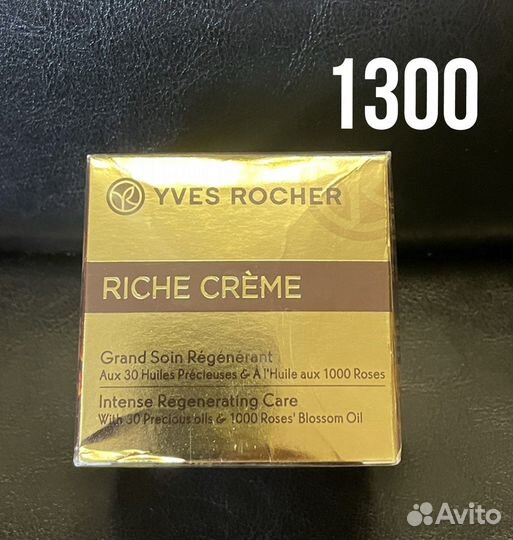 1300
YVES ROCHER
RICHE CRÈME
Grand Soin Régénérant
Aux 30 Huiles Précieuses & À l'Huile aux 1000 Roses
Intense Regenerating Care
With 30 Precious oils & 1000 Roses' Blossom Oil
Avito